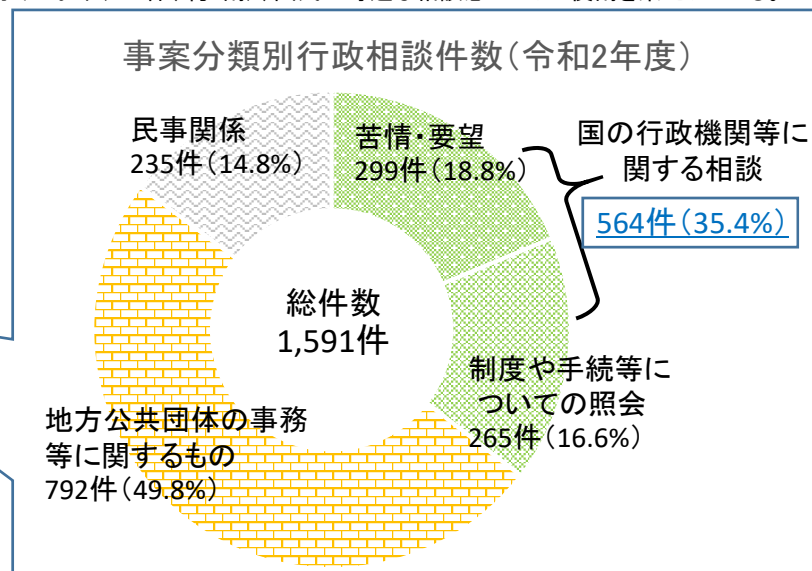 事案分類別行政相談件数（令和2年度）
民事関係
235件（14.8%）
苦情・要望
299件（18.8%）
国の行政機関等に
関する相談
564件（35.4%）
総件数
1,591件
制度や手続等に
ついての照会
265件（16.6%）
地方公共団体の事務
等に関するもの
792件（49.8%）